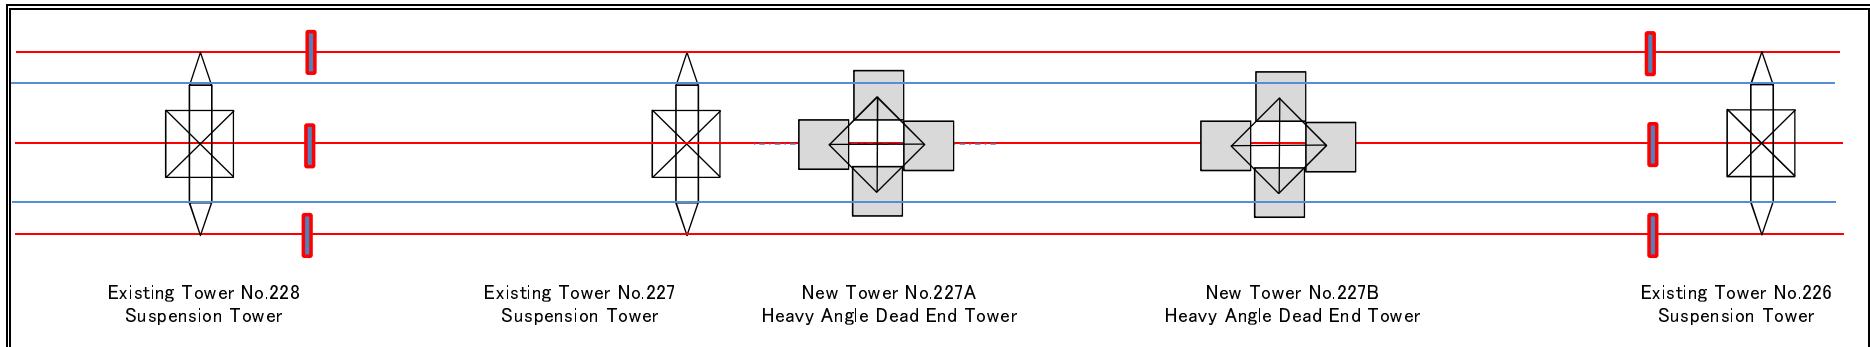 Existing Tower No.228
Suspension Tower
Existing Tower No.227
Suspension Tower
New Tower No.227A
Heavy Angle Dead End Tower
New Tower No.227B
Heavy Angle Dead End Tower
Existing Tower No.226
Suspension Tower